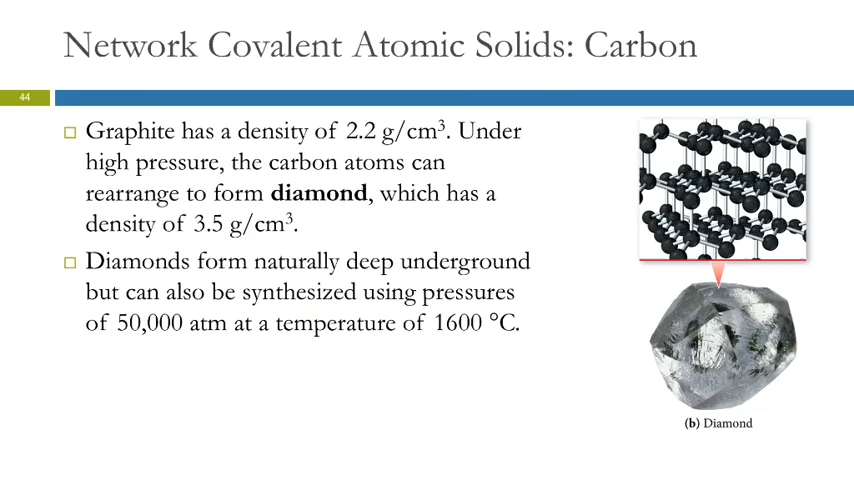 Network Covalent Atomic Solids: Carbon
44
□ Graphite has a density of 2.2 g/cm³. Under
high pressure, the carbon atoms can
rearrange to form diamond, which has a
density of 3.5 g/cm³.
□ Diamonds form naturally deep underground
but can also be synthesized using pressures
of 50,000 atm at a temperature of 1600 °C.
(b) Diamond